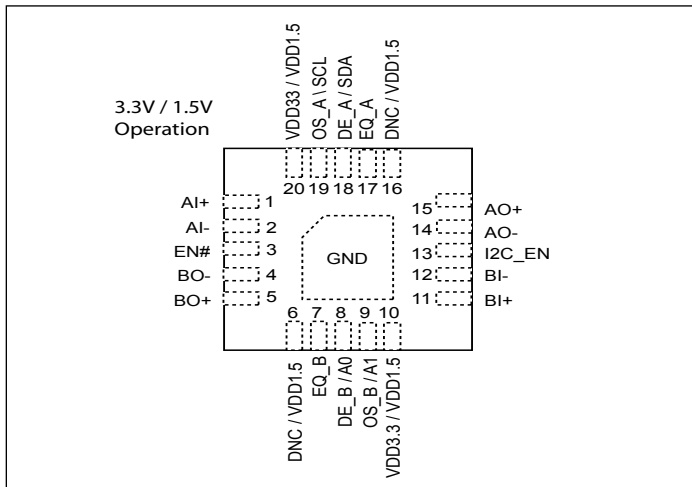 3.3V / 1.5V
Operation
VDD33 / VDD1.5
OS_A \ SCL
DE_A / SDA
EQ_A
DNC / VDD1.5
20 19 18 17 16
AI+ 1
AI- 2
EN# 3
BO- 4
BO+ 5
GND
15 AO+
14 AO-
13 I2C_EN
12 BI-
11 BI+
6 7 8 9 10
DNC / VDD1.5
EQ_B
DE_B / A0
OS_B / A1
VDD3.3 / VDD1.5